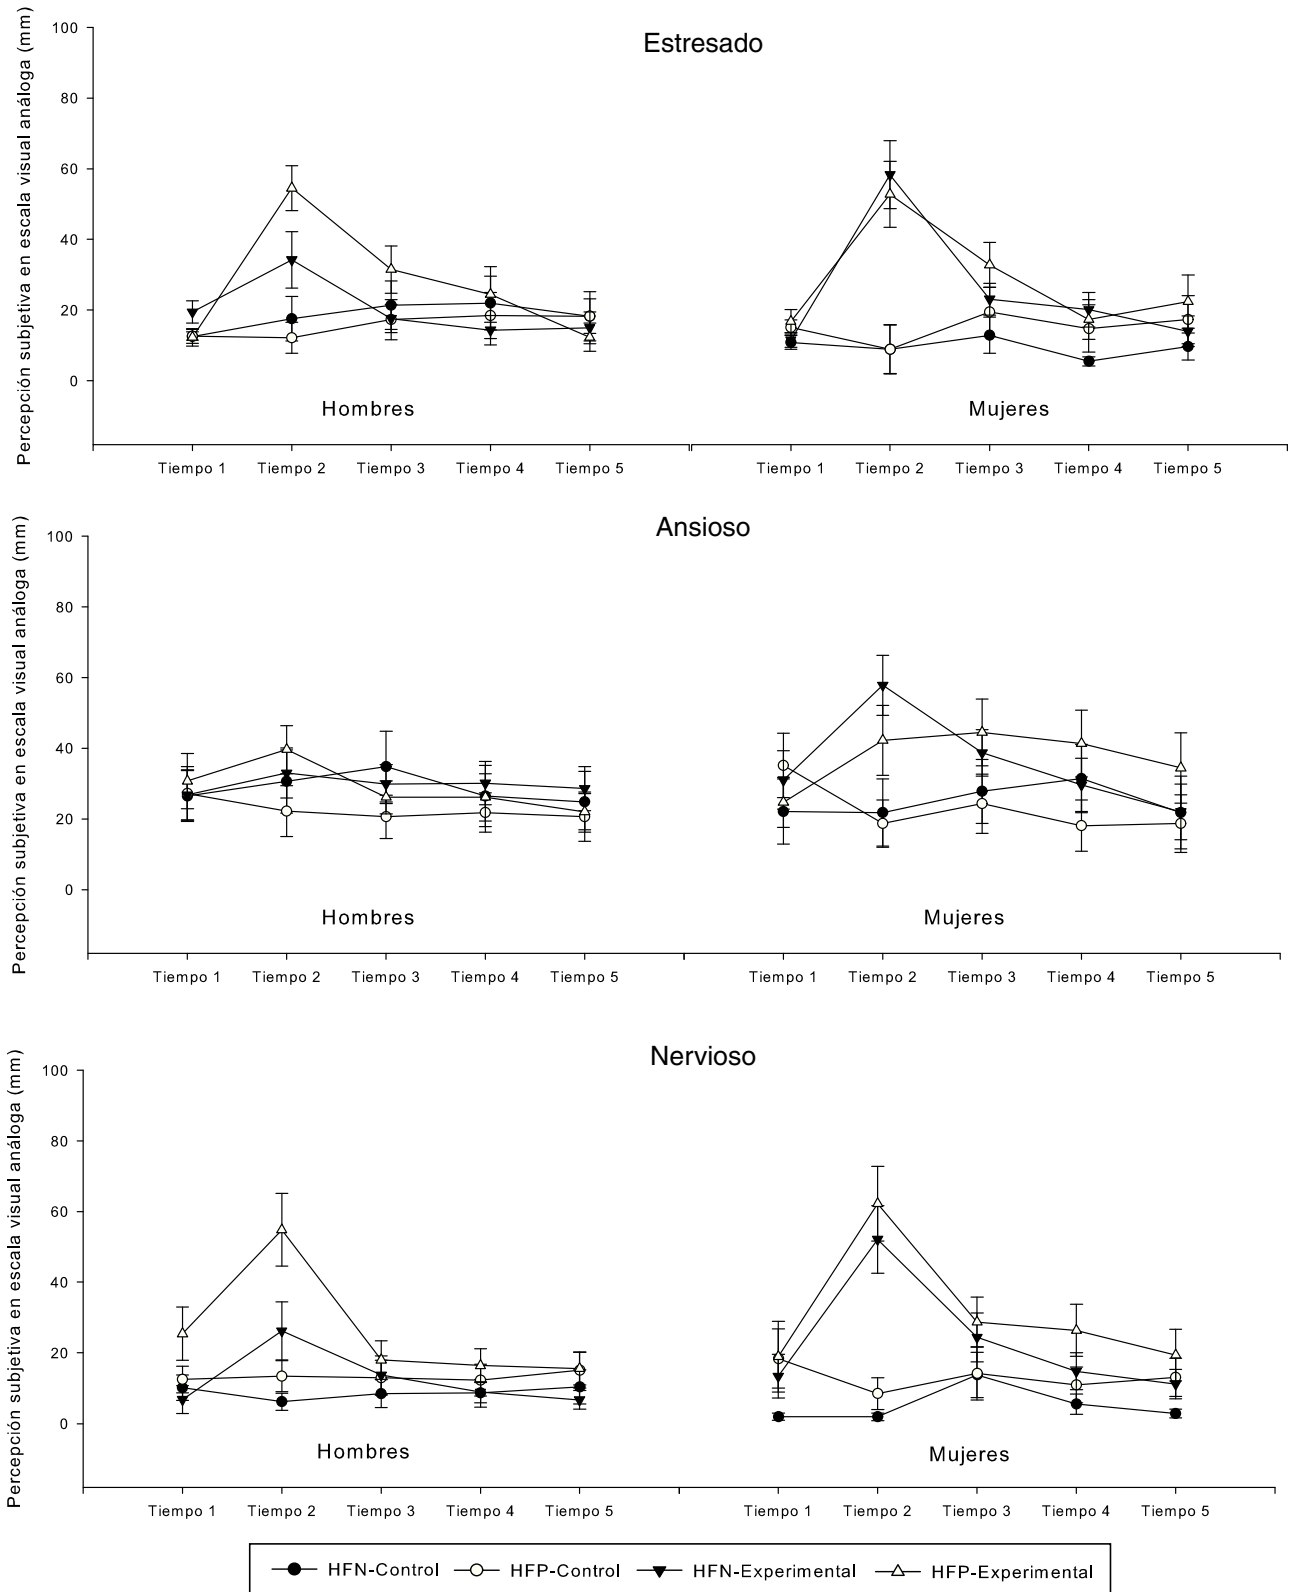 Estresado
Percepción subjetiva en escala visual análoga (mm)
100
80
60
40
20
0
Hombres
Mujeres
Tiempo 1 Tiempo 2 Tiempo 3 Tiempo 4 Tiempo 5 Tiempo 1 Tiempo 2 Tiempo 3 Tiempo 4 Tiempo 5
Ansioso
Percepción subjetiva en escala visual análoga (mm)
100
80
60
40
20
0
Hombres
Mujeres
Tiempo 1 Tiempo 2 Tiempo 3 Tiempo 4 Tiempo 5 Tiempo 1 Tiempo 2 Tiempo 3 Tiempo 4 Tiempo 5
Nervioso
Percepción subjetiva en escala visual análoga (mm)
100
80
60
40
20
0
Hombres
Mujeres
Tiempo 1 Tiempo 2 Tiempo 3 Tiempo 4 Tiempo 5 Tiempo 1 Tiempo 2 Tiempo 3 Tiempo 4 Tiempo 5
HFN-Control HFP-Control HFN-Experimental HFP-Experimental